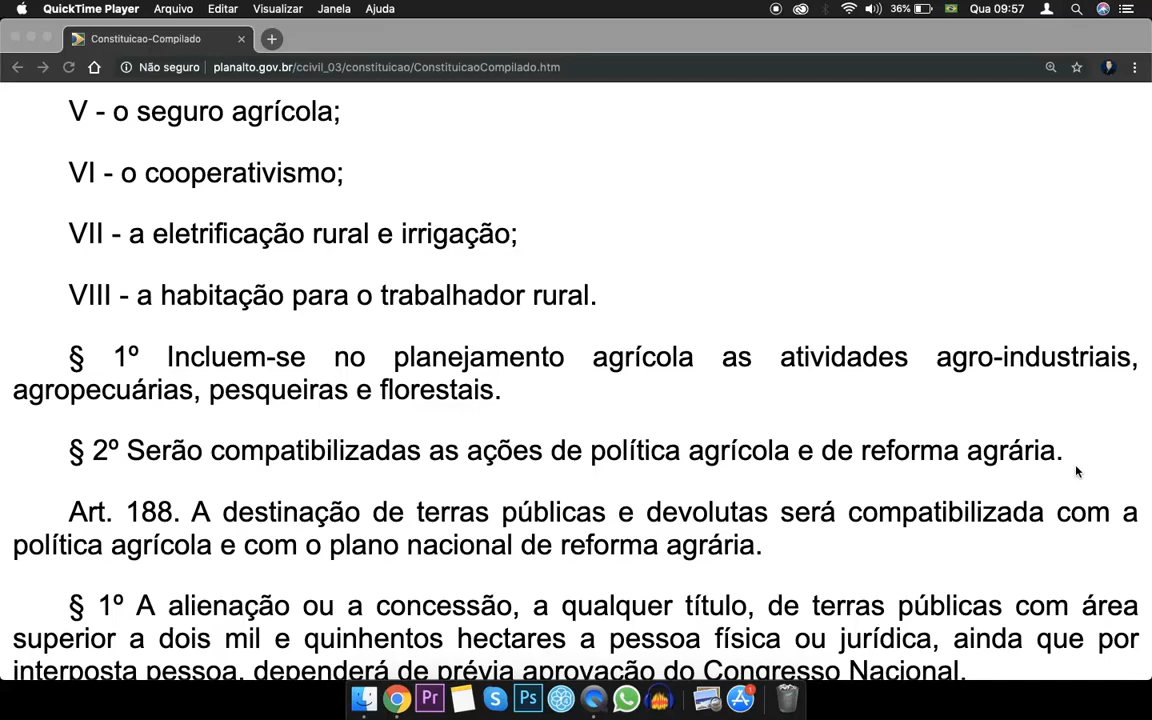 QuickTime Player Arquivo Editar Visualizar Janela Ajuda 36% Qua 09:57
Constituicao-Compilado
Não seguro planalto.gov.br/ccivil_03/constituicao/ConstituicaoCompilado.htm
V - o seguro agrícola;
VI - o cooperativismo;
VII - a eletrificação rural e irrigação;
VIII - a habitação para o trabalhador rural.
§ 1º Incluem-se no planejamento agrícola as atividades agro-industriais,
agropecuárias, pesqueiras e florestais.
§ 2º Serão compatibilizadas as ações de política agrícola e de reforma agrária.
Art. 188. A destinação de terras públicas e devolutas será compatibilizada com a
política agrícola e com o plano nacional de reforma agrária.
§ 1º A alienação ou a concessão, a qualquer título, de terras públicas com área
superior a dois mil e quinhentos hectares a pessoa física ou jurídica, ainda que por
interposta pessoa, dependerá de prévia aprovação do Congresso Nacional.
Pr S Ps 1